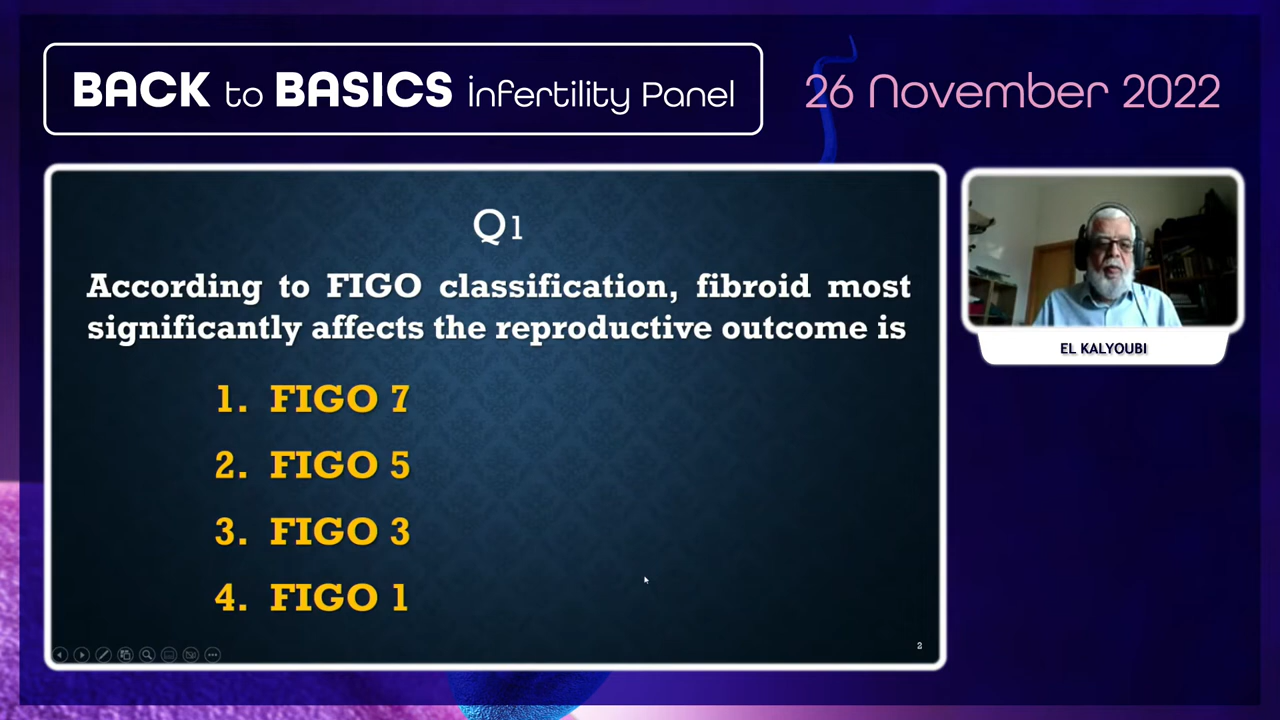 BACK to BASICS infertility Panel
26 November 2022
Q1
According to FIGO classification, fibroid most
significantly affects the reproductive outcome is
1. FIGO 7
2. FIGO 5
3. FIGO 3
4. FIGO 1
2
EL KALYOUBI